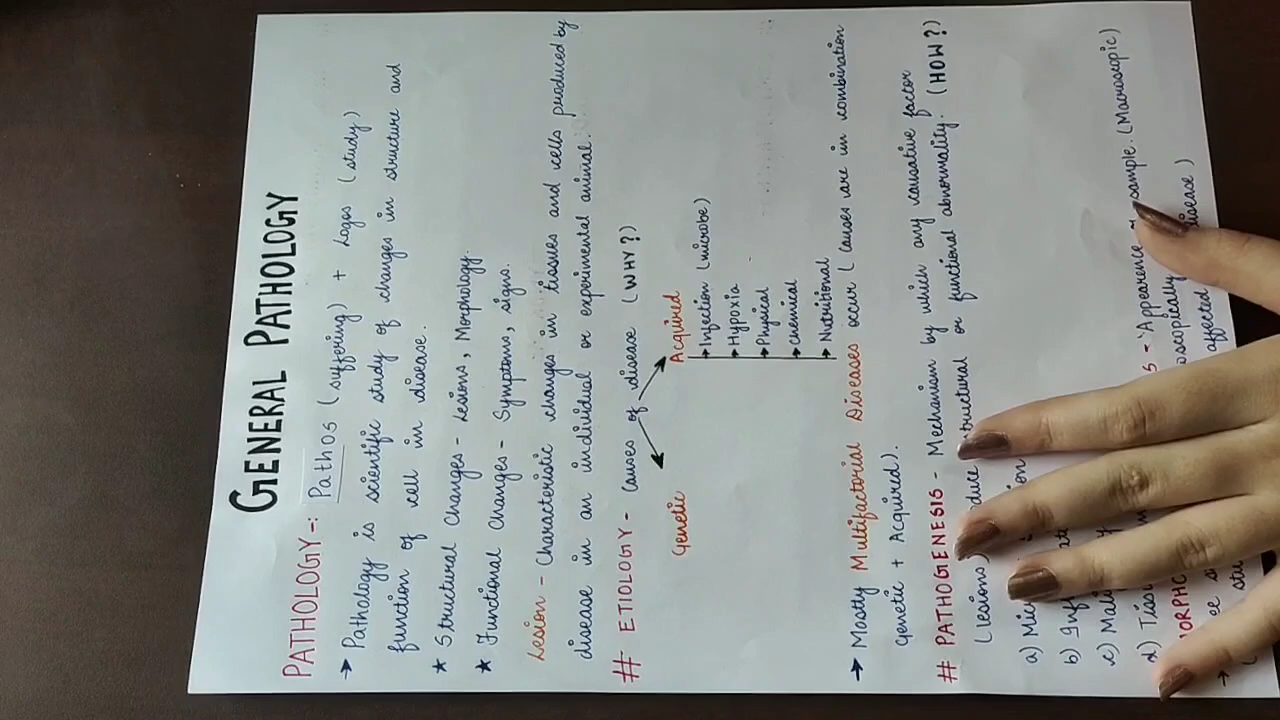 GENERAL PATHOLOGY
PATHOLOGY-: Pathos (suffering) + Logos (study)
→ Pathology is scientific study of changes in structure and
function of cell in disease.
★ Structural Changes - Lesions, Morphology.
★ Functional Changes - Symptoms, signs.
Lesion - Characteristic changes in tissues and cells produced by
disease in an individual or experimental animal.
# ETIOLOGY - Causes of disease (WHY?)
Genetic Acquired
→ Infection (microbe)
→ Hypoxia
→ Physical
→ Chemical
→ Nutritional
→ Mostly Multifactorial Diseases occur (Causes are in combination
Genetic + Acquired).
# PATHOGENESIS - Mechanism by which any causative factor
(Lesions) structural or functional abnormality. (HOW?)
a)
b)
c)
d)
- Appearence sample. (Macroscopic)
→
affected disease)